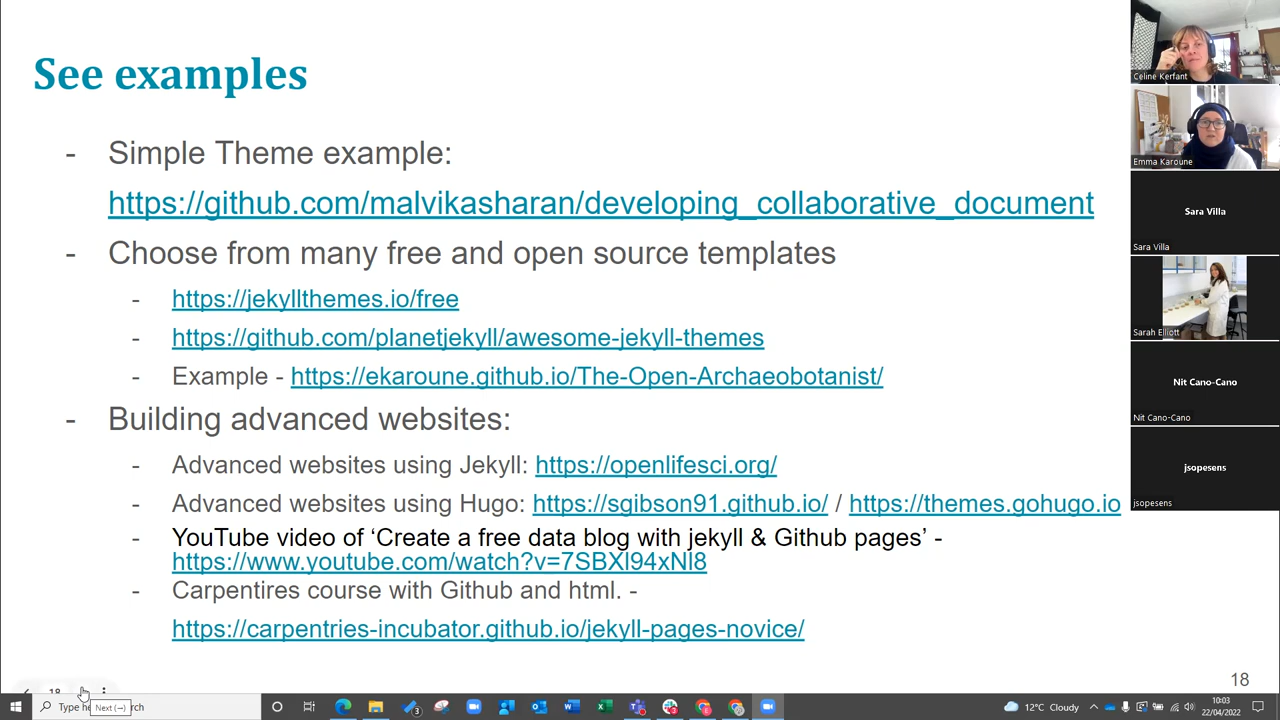 See examples
- Simple Theme example:
https://github.com/malvikasharan/developing_collaborative_document
- Choose from many free and open source templates
- https://jekyllthemes.io/free
- https://github.com/planetjekyll/awesome-jekyll-themes
- Example - https://ekaroune.github.io/The-Open-Archaeobotanist/
- Building advanced websites:
- Advanced websites using Jekyll: https://openlifesci.org/
- Advanced websites using Hugo: https://sgibson91.github.io/ / https://themes.gohugo.io
- YouTube video of ‘Create a free data blog with jekyll & Github pages’ -
https://www.youtube.com/watch?v=7SBXl94xNl8
- Carpentires course with Github and html. -
https://carpentries-incubator.github.io/jekyll-pages-novice/
18
Celine Kerfant
Emma Karoune
Sara Villa
Sara Villa
Sarah Elliott
Nit Cano-Cano
Nit Cano-Cano
jsopesens
jsopesens
18
Next (→)
12°C Cloudy
10:03
22/04/2022